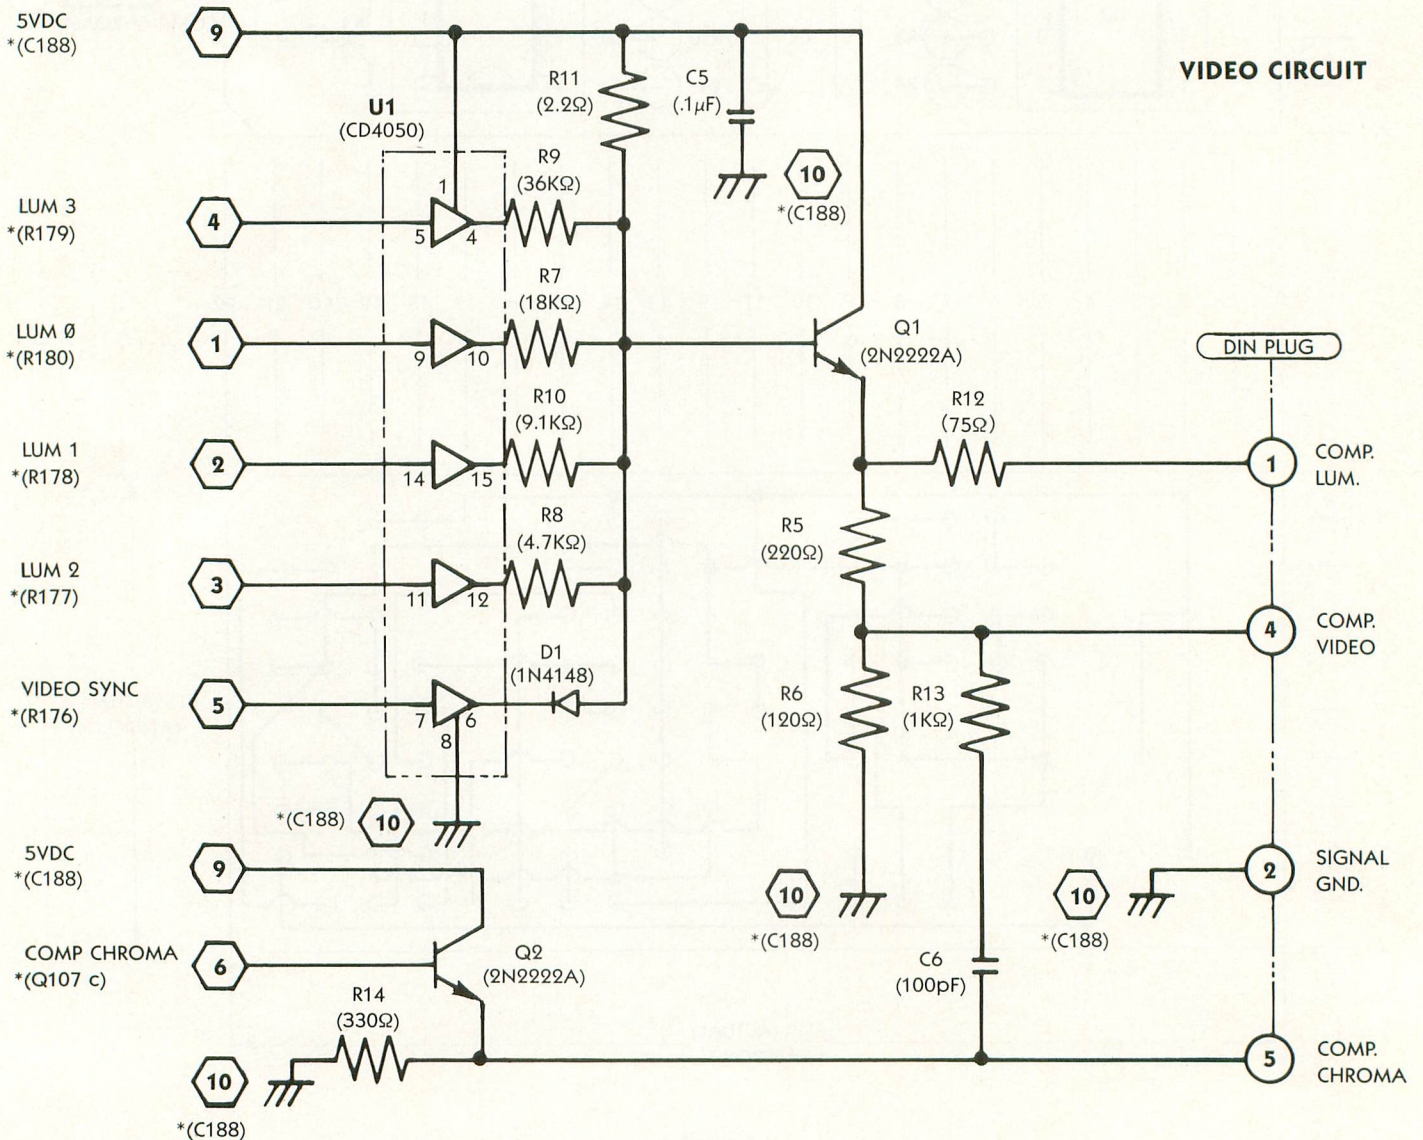 VIDEO CIRCUIT
5VDC
*(C188)
9
U1
(CD4050)
R11
(2.2Ω)
C5
(.1µF)
10
*(C188)
LUM 3
*(R179)
4
1
5
4
R9
(36KΩ)
LUM Ø
*(R180)
1
9
10
R7
(18KΩ)
Q1
(2N2222A)
DIN PLUG
LUM 1
*(R178)
2
14
15
R10
(9.1KΩ)
R12
(75Ω)
1
COMP.
LUM.
LUM 2
*(R177)
3
11
12
R8
(4.7KΩ)
R5
(220Ω)
4
COMP.
VIDEO
VIDEO SYNC
*(R176)
5
7
6
8
D1
(1N4148)
R6
(120Ω)
R13
(1KΩ)
*(C188)
10
5VDC
*(C188)
9
10
*(C188)
10
*(C188)
2
SIGNAL
GND.
COMP CHROMA
*(Q107 c)
6
Q2
(2N2222A)
C6
(100pF)
R14
(330Ω)
10
*(C188)
5
COMP.
CHROMA